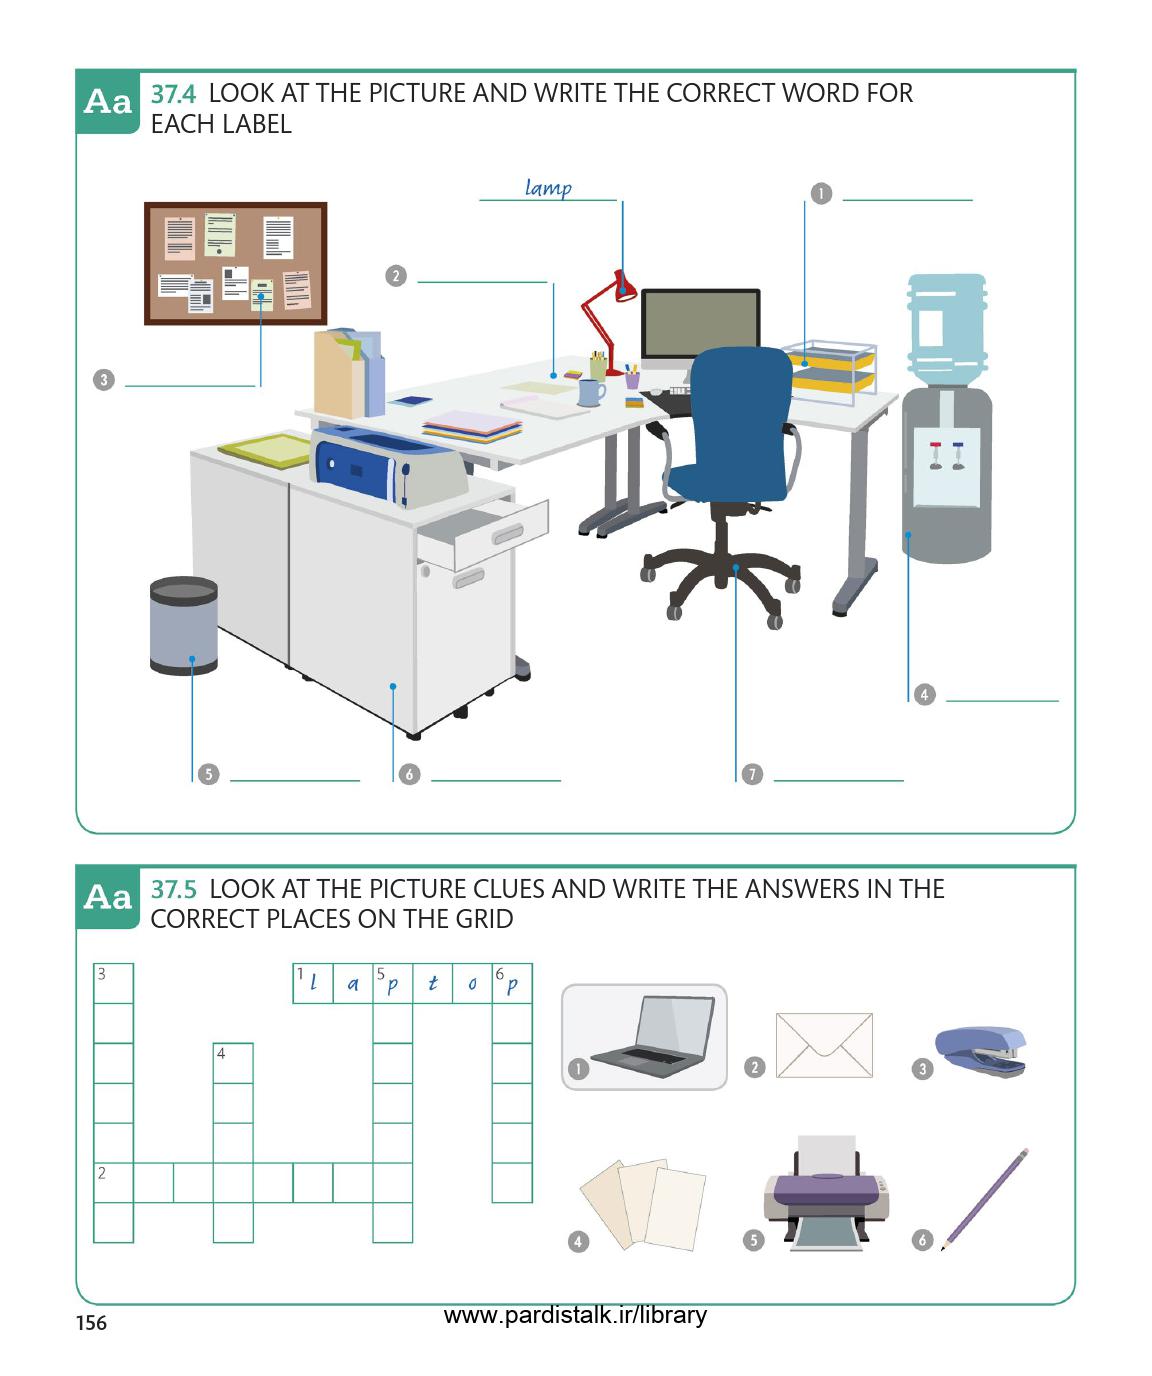 Aa 37.4 LOOK AT THE PICTURE AND WRITE THE CORRECT WORD FOR
EACH LABEL
lamp
1
2
3
4
5
6
7
Aa 37.5 LOOK AT THE PICTURE CLUES AND WRITE THE ANSWERS IN THE
CORRECT PLACES ON THE GRID
3 1 l a 5 p t o 6 p
4
2
1 2 3
4 5 6
156
www.pardistalk.ir/library